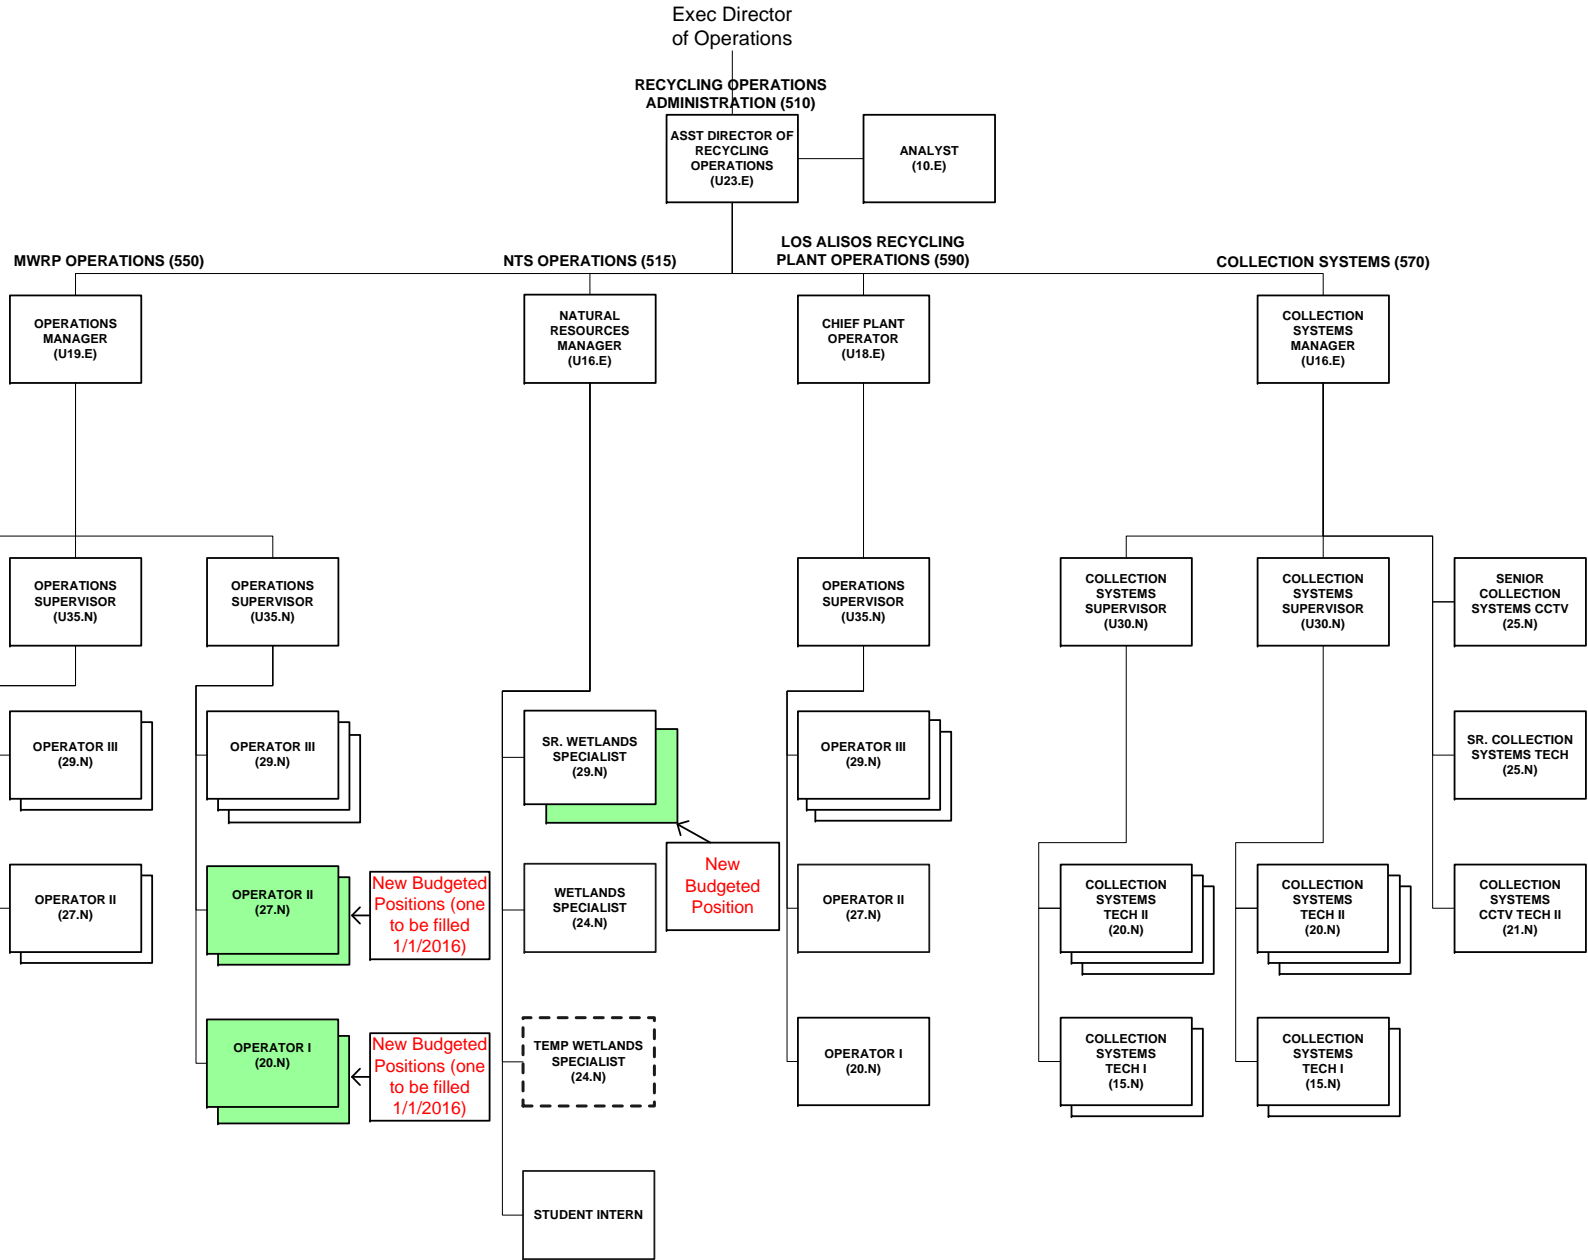 Exec Director
of Operations
RECYCLING OPERATIONS
ADMINISTRATION (510)
ASST DIRECTOR OF
RECYCLING
OPERATIONS
(U23.E)
ANALYST
(10.E)
MWRP OPERATIONS (550)
NTS OPERATIONS (515)
LOS ALISOS RECYCLING
PLANT OPERATIONS (590)
COLLECTION SYSTEMS (570)
OPERATIONS
MANAGER
(U19.E)
NATURAL
RESOURCES
MANAGER
(U16.E)
CHIEF PLANT
OPERATOR
(U18.E)
COLLECTION
SYSTEMS
MANAGER
(U16.E)
OPERATIONS
SUPERVISOR
(U35.N)
OPERATIONS
SUPERVISOR
(U35.N)
OPERATIONS
SUPERVISOR
(U35.N)
COLLECTION
SYSTEMS
SUPERVISOR
(U30.N)
COLLECTION
SYSTEMS
SUPERVISOR
(U30.N)
SENIOR
COLLECTION
SYSTEMS CCTV
(25.N)
OPERATOR III
(29.N)
OPERATOR III
(29.N)
SR. WETLANDS
SPECIALIST
(29.N)
OPERATOR III
(29.N)
SR. COLLECTION
SYSTEMS TECH
(25.N)
New
Budgeted
Position
OPERATOR II
(27.N)
OPERATOR II
(27.N)
New Budgeted
Positions (one
to be filled
1/1/2016)
WETLANDS
SPECIALIST
(24.N)
OPERATOR II
(27.N)
COLLECTION
SYSTEMS
TECH II
(20.N)
COLLECTION
SYSTEMS
TECH II
(20.N)
COLLECTION
SYSTEMS
CCTV TECH II
(21.N)
OPERATOR I
(20.N)
New Budgeted
Positions (one
to be filled
1/1/2016)
TEMP WETLANDS
SPECIALIST
(24.N)
OPERATOR I
(20.N)
COLLECTION
SYSTEMS
TECH I
(15.N)
COLLECTION
SYSTEMS
TECH I
(15.N)
STUDENT INTERN